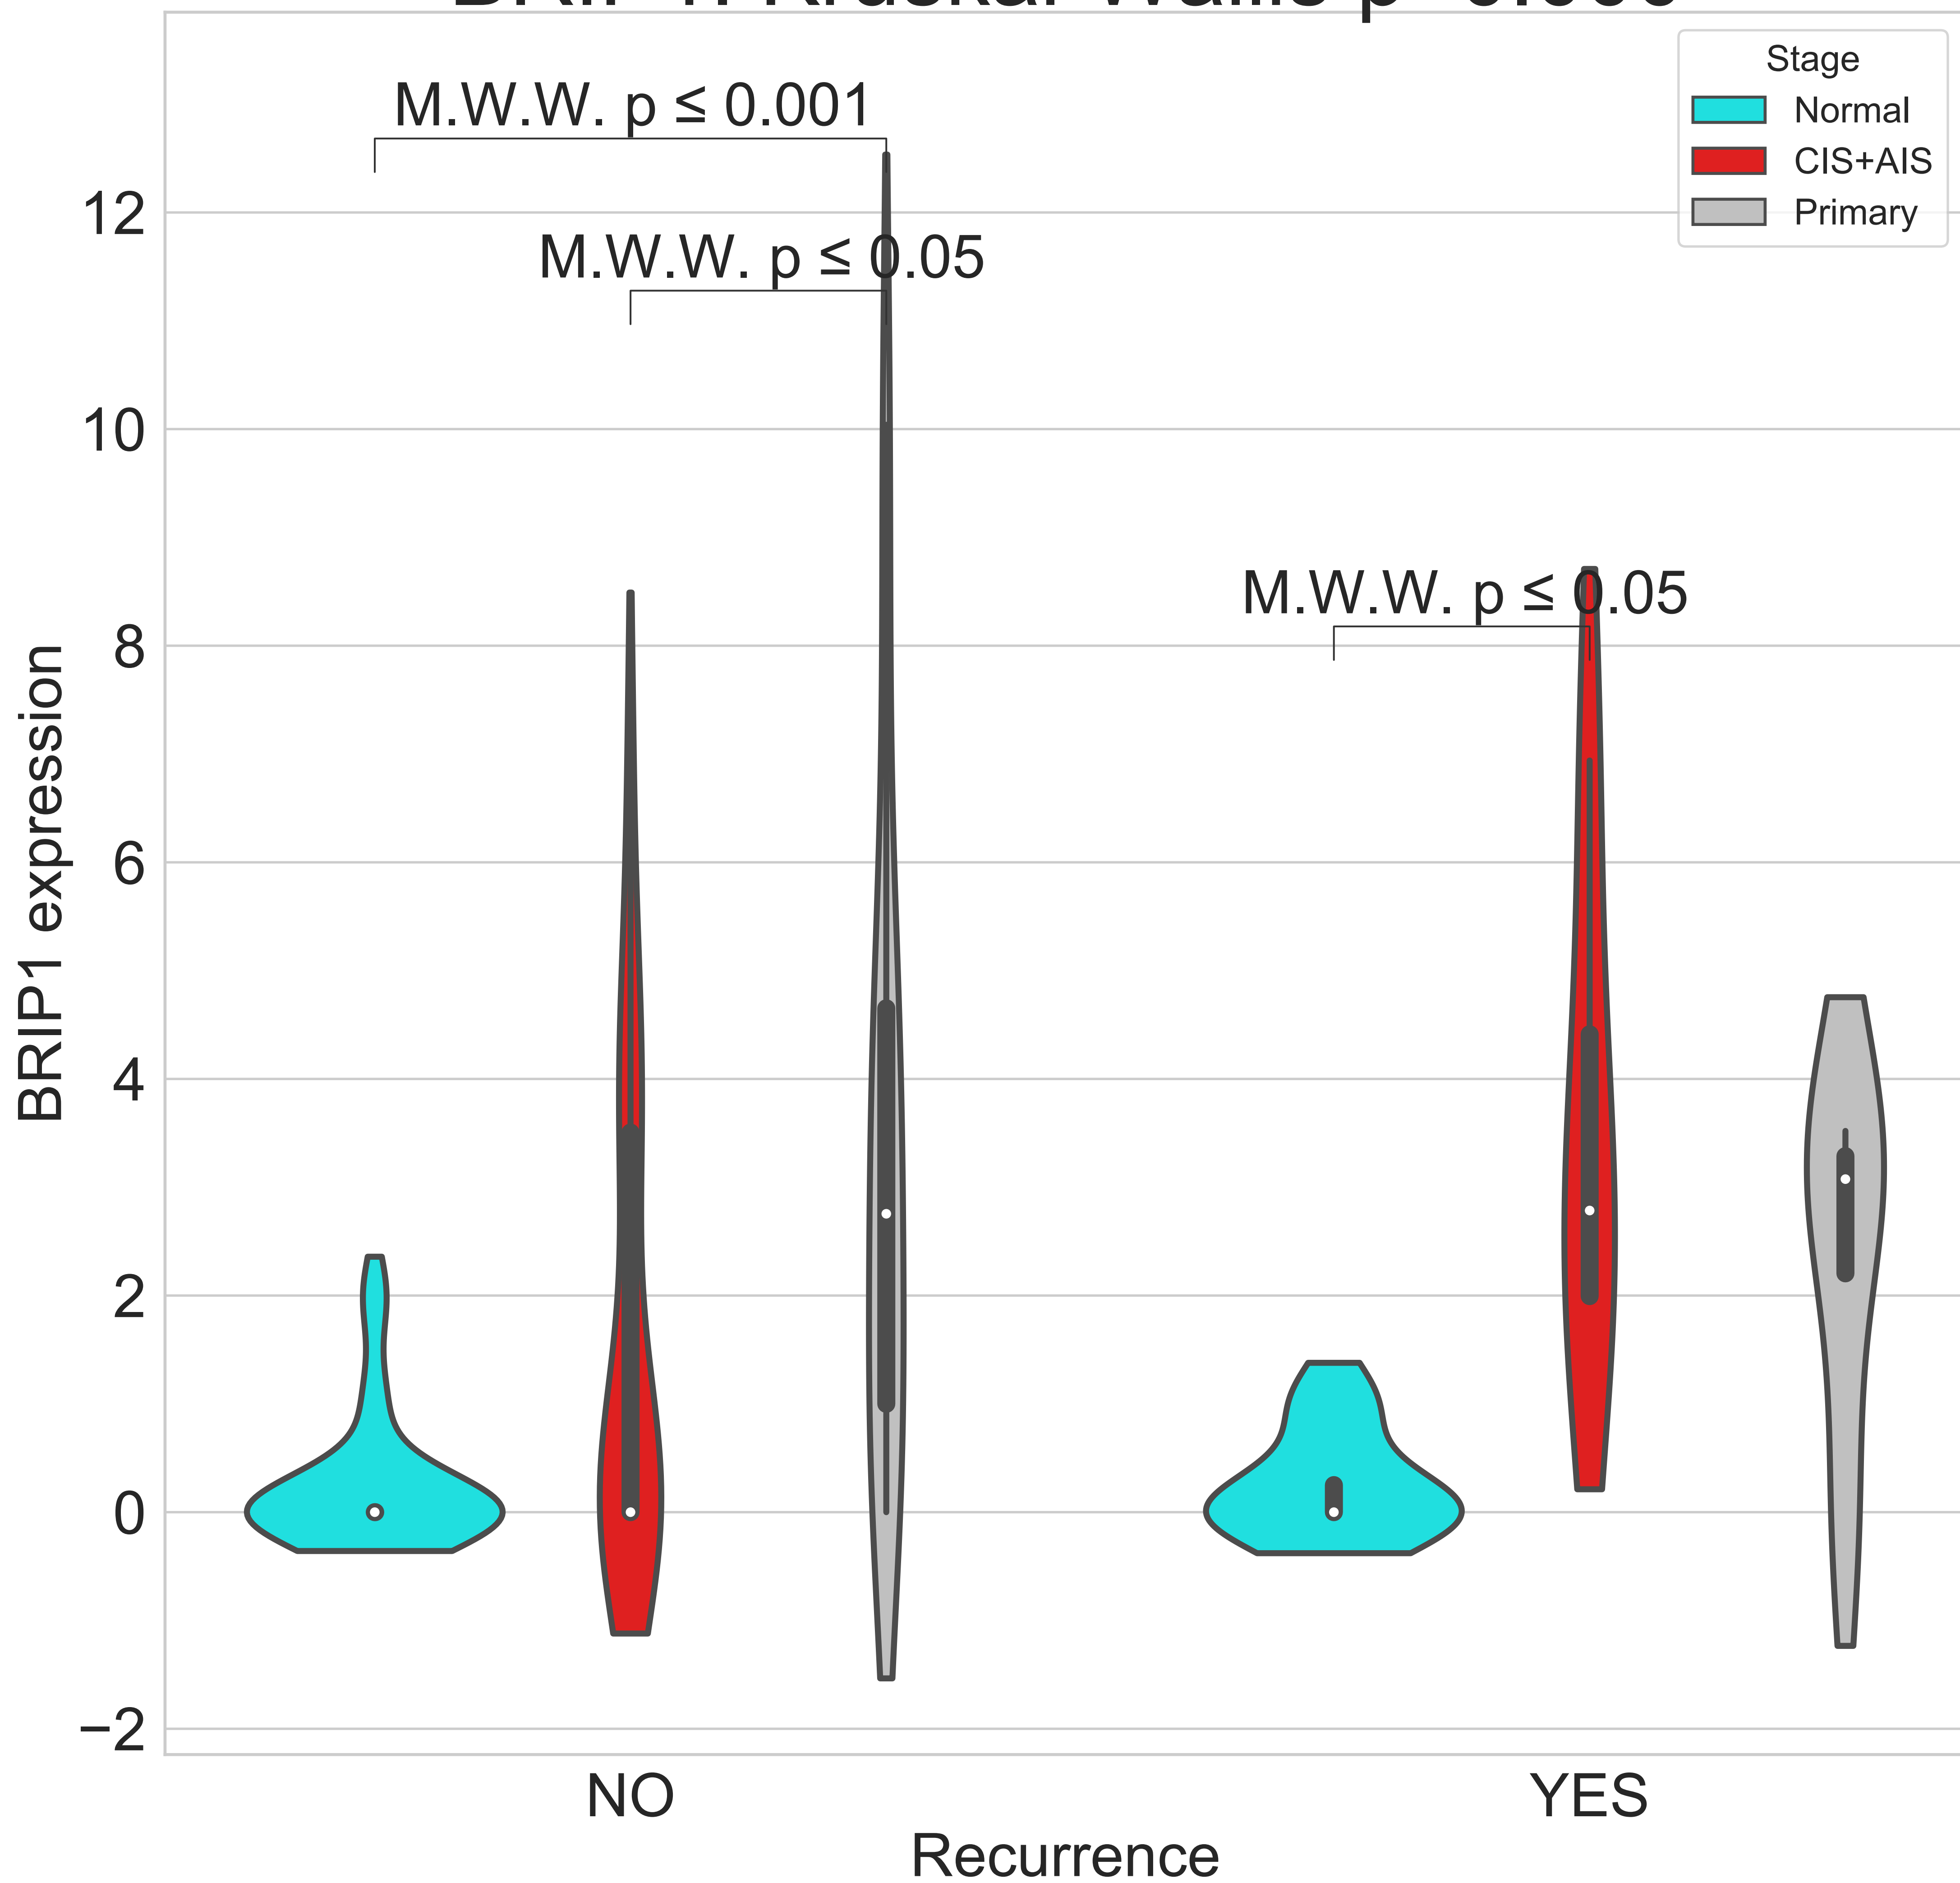 M.W.W. p ≤ 0.001
M.W.W. p ≤ 0.05
M.W.W. p ≤ 0.05
Stage
Normal
CIS+AIS
Primary
BRIP1 expression
12
10
8
6
4
2
0
−2
NO
YES
Recurrence